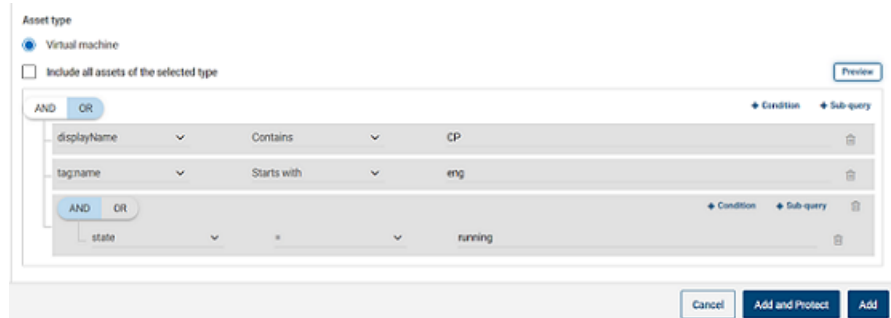 Asset type
Virtual machine
Include all assets of the selected type
Preview
AND OR + Condition + Sub-query
displayName Contains CP
tag:name Starts with eng
AND OR + Condition + Sub-query
state = running
Cancel Add and Protect Add